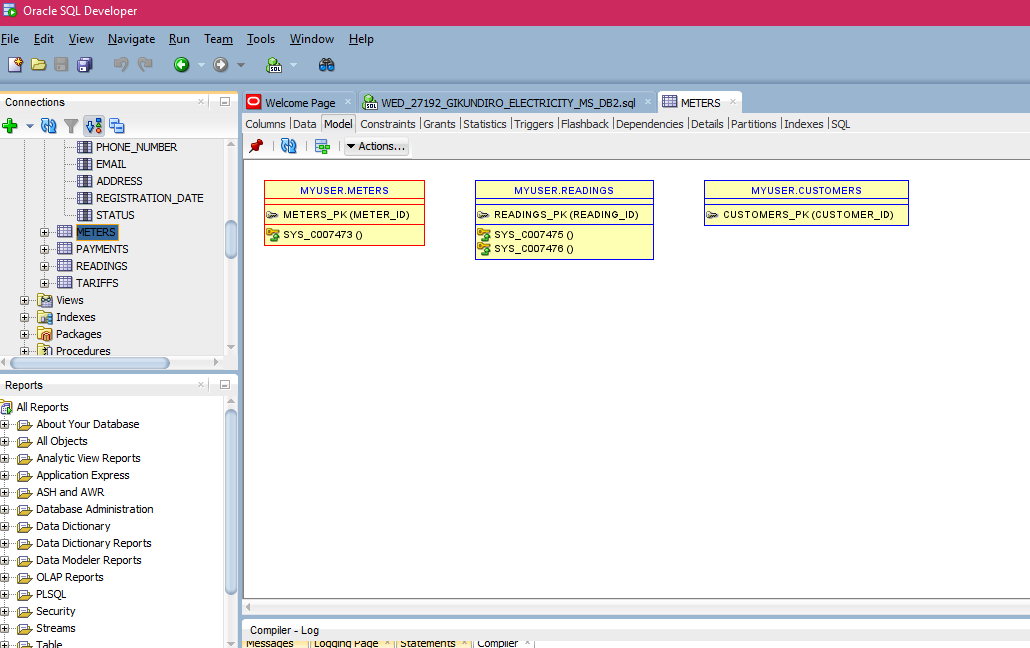 Oracle SQL Developer
File Edit View Navigate Run Team Tools Window Help
Connections
PHONE_NUMBER
EMAIL
ADDRESS
REGISTRATION_DATE
STATUS
METERS
PAYMENTS
READINGS
TARIFFS
Views
Indexes
Packages
Procedures
Reports
All Reports
About Your Database
All Objects
Analytic View Reports
Application Express
ASH and AWR
Database Administration
Data Dictionary
Data Dictionary Reports
Data Modeler Reports
OLAP Reports
PLSQL
Security
Streams
Table
Welcome Page WED_27192_GIKUNDIRO_ELECTRICITY_MS_DB2.sql METERS
Columns Data Model Constraints Grants Statistics Triggers Flashback Dependencies Details Partitions Indexes SQL
Actions...
MYUSER.METERS
METERS_PK (METER_ID)
SYS_C007473 ()
MYUSER.READINGS
READINGS_PK (READING_ID)
SYS_C007475 ()
SYS_C007476 ()
MYUSER.CUSTOMERS
CUSTOMERS_PK (CUSTOMER_ID)
Compiler - Log
Messages Logging Page Statements Compiler